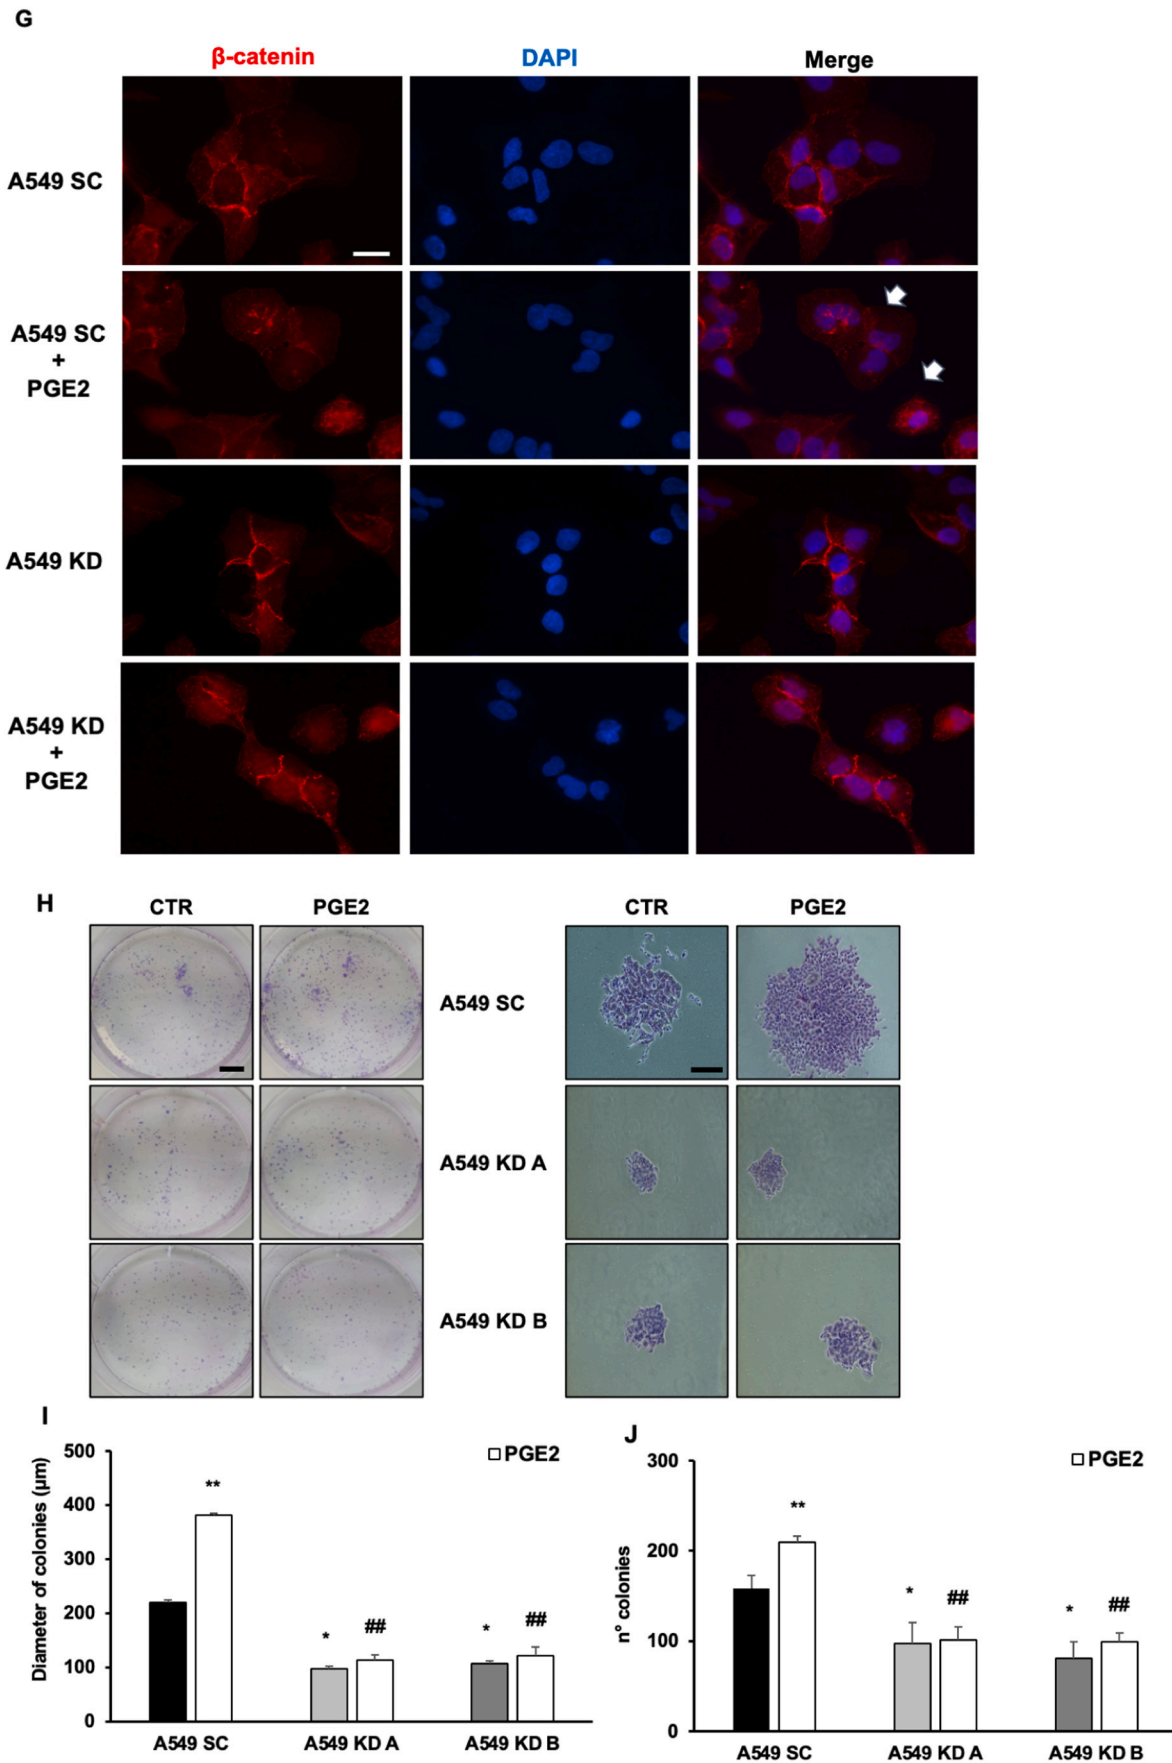 G
β-catenin DAPI Merge
A549 SC
A549 SC
+
PGE2
A549 KD
A549 KD
+
PGE2
H
CTR PGE2 CTR PGE2
A549 SC
A549 KD A
A549 KD B
I
500
400
300
200
100
0
Diameter of colonies (µm)
PGE2
**
*
##
*
##
A549 SC A549 KD A A549 KD B
J
300
200
100
0
n° colonies
PGE2
**
*
##
*
##
A549 SC A549 KD A A549 KD B